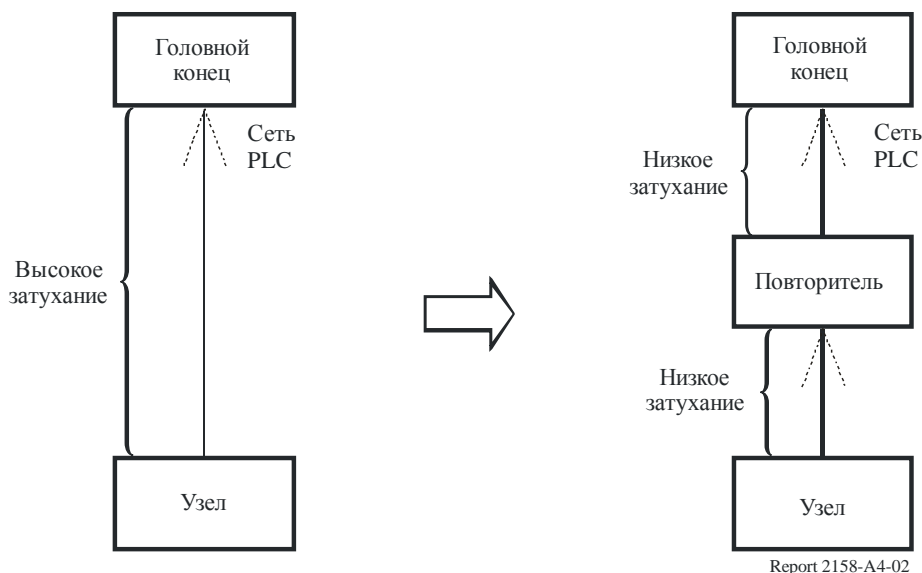 Головной
конец
Сеть
PLC
Высокое
затухание
Узел
Головной
конец
Сеть
PLC
Низкое
затухание
Повторитель
Низкое
затухание
Узел
Report 2158-A4-02